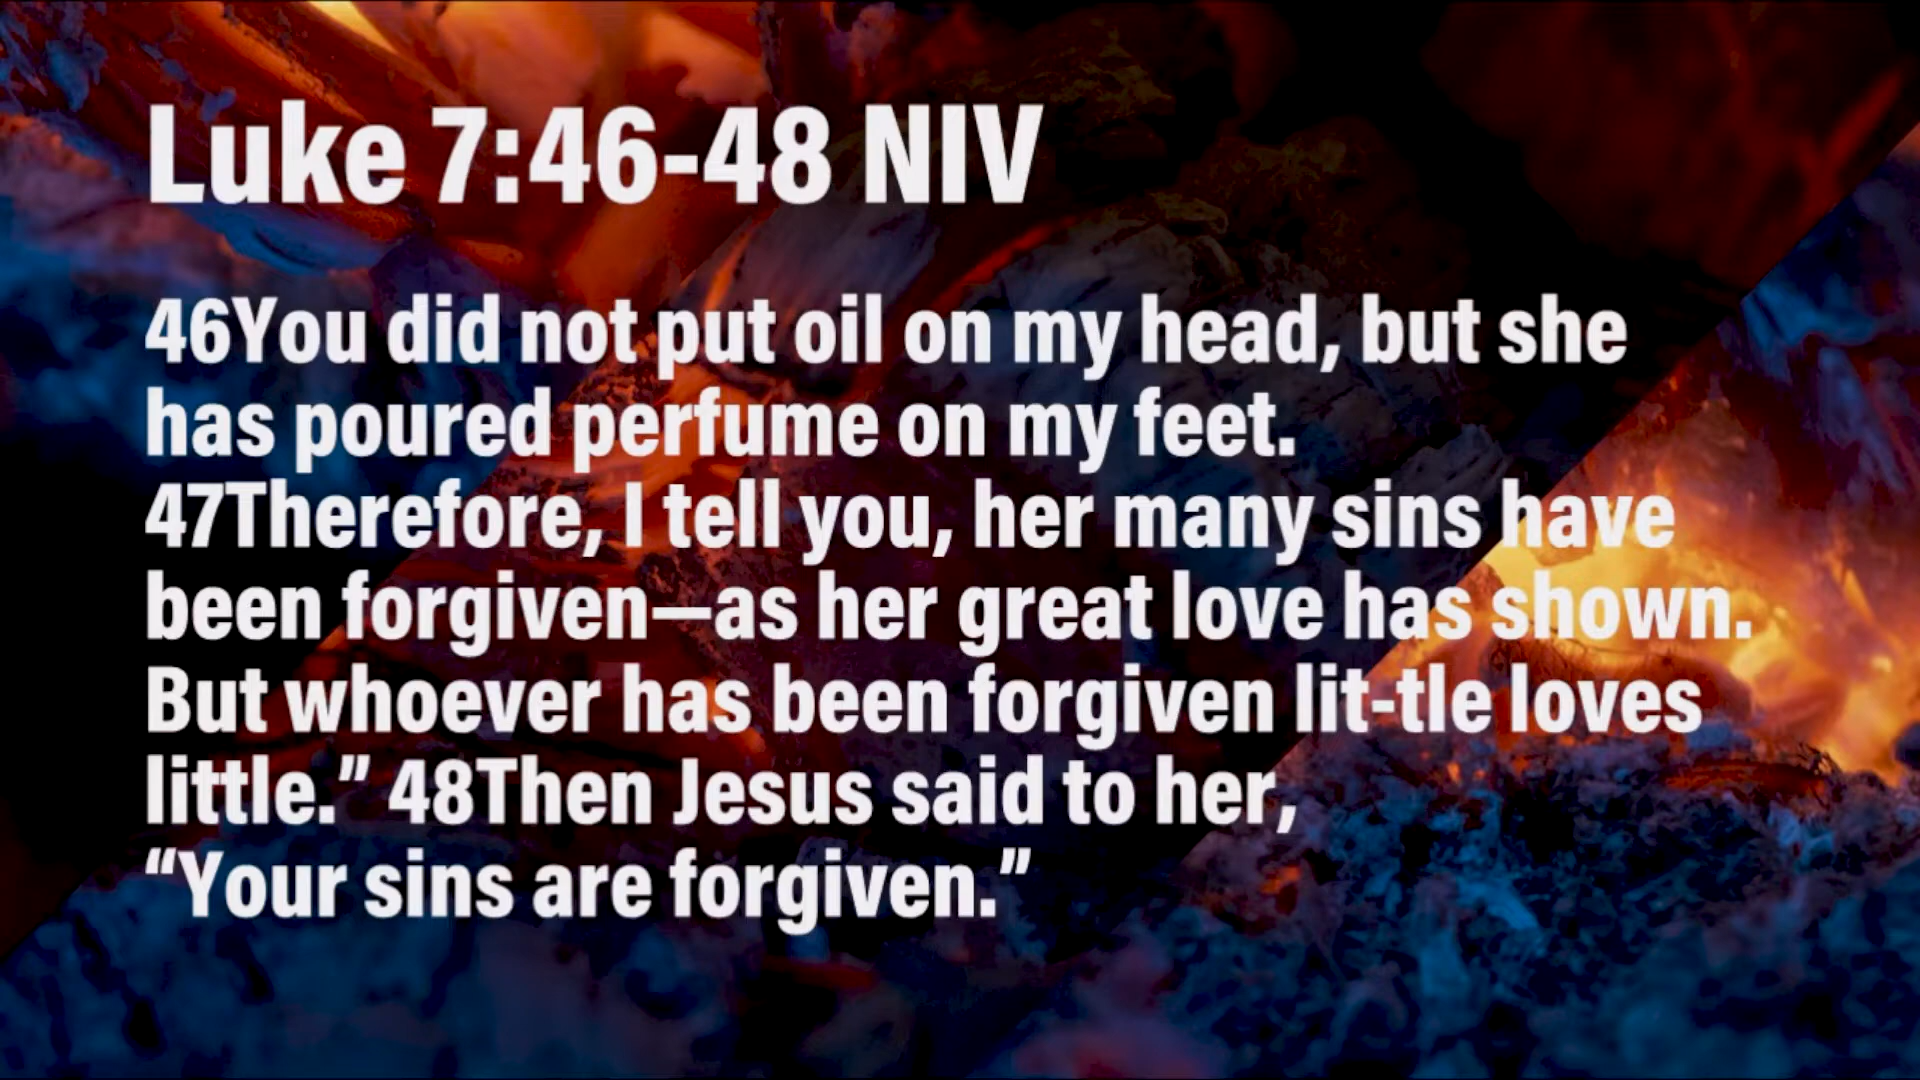 Luke 7:46-48 NIV
46You did not put oil on my head, but she
has poured perfume on my feet.
47Therefore, I tell you, her many sins have
been forgiven—as her great love has shown.
But whoever has been forgiven lit-tle loves
little.” 48Then Jesus said to her,
“Your sins are forgiven.”